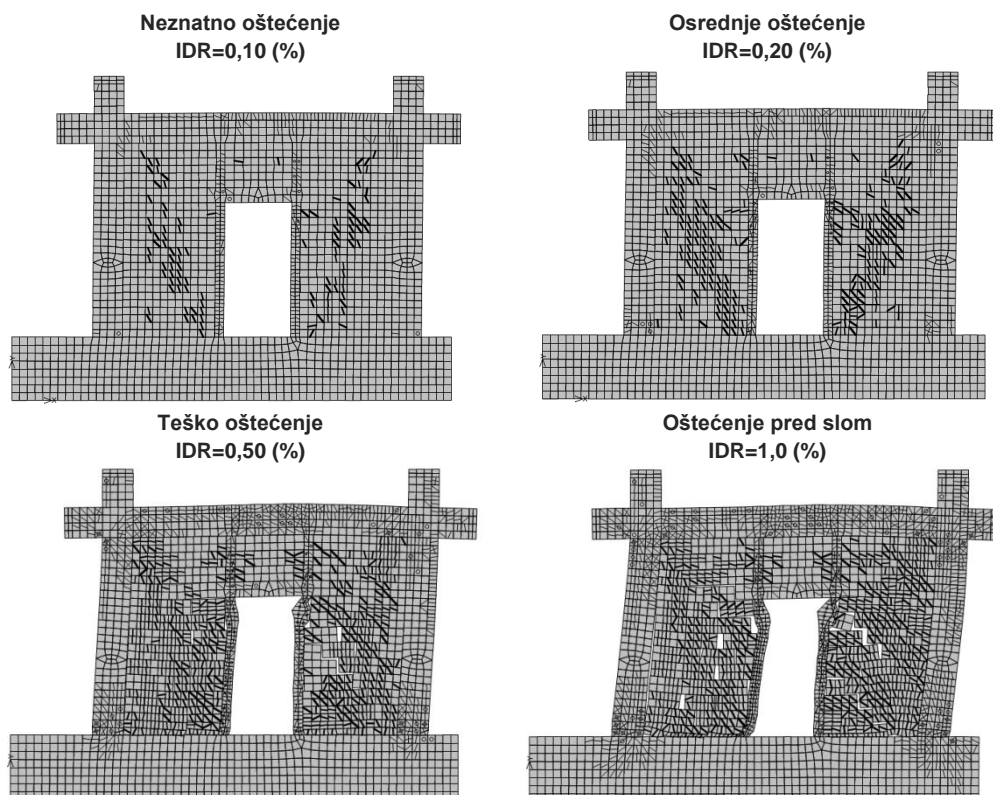 Neznatno oštećenje
IDR=0,10 (%)
Osrednje oštećenje
IDR=0,20 (%)
Teško oštećenje
IDR=0,50 (%)
Oštećenje pred slom
IDR=1,0 (%)